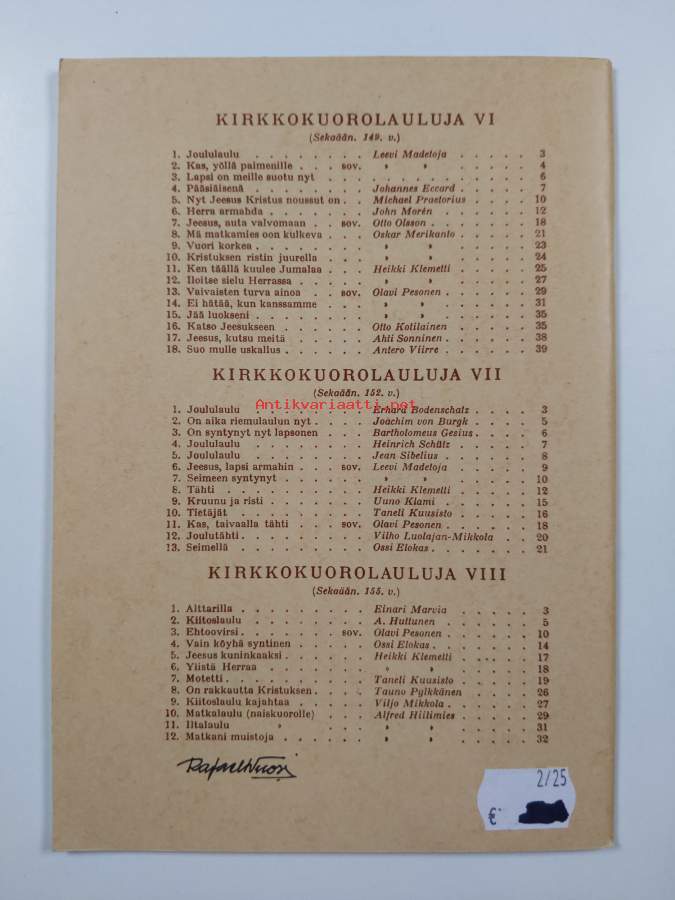 KIRKKOKUOROLAULUJA VI
(Sekaään. 149. v.)
1. Joululaulu . . . . . . . . Leevi Madetoja . . . . . 3
2. Kas, yöllä paimenille . . . sov. » » . . . . . 4
3. Lapsi on meille suotu nyt . . . . . . . . . 6
4. Pääsiäisenä . . . . . . . Johannes Eccard . . . . . 7
5. Nyt Jeesus Kristus noussut on . . Michael Praetorius . . . . 10
6. Herra armahda . . . . . . John Morén . . . . . . 12
7. Jeesus, auta valvomaan . . sov. Otto Olsson . . . . . . 18
8. Mä matkamies oon kulkeva . . . Oskar Merikanto . . . . . 21
9. Vuori korkea . . . . . . . » » . . . . . 23
10. Kristuksen ristin juurella . . . » » . . . . . 24
11. Ken täällä kuulee Jumalaa . . . Heikki Klemetti . . . . . 25
12. Iloitse sielu Herrassa . . . . » » . . . . . 27
13. Vaivaisten turva ainoa . . sov. Olavi Pesonen . . . . . 29
14. Ei hätää, kun kanssamme . . . » » . . . . . 31
15. Jää luokseni . . . . . . . » » . . . . . 35
16. Katso Jeesukseen . . . . . . Otto Kotilainen . . . . . 35
17. Jeesus, kutsu meitä . . . . . Ahti Sonninen . . . . . 38
18. Suo mulle uskallus . . . . . Antero Viirre . . . . . 39
KIRKKOKUOROLAULUJA VII
(Sekaään. 152. v.)
Antikvariaatti.net
1. Joululaulu . . . . . . . . Erhard Bodenschatz . . . . 3
2. On aika riemulaulun nyt . . . . Joachim von Burgk . . . . 5
3. On syntynyt nyt lapsonen . . . Bartholomeus Gesius . . . . 6
4. Joululaulu . . . . . . . . Heinrich Schütz . . . . . 7
5. Joululaulu . . . . . . . . Jean Sibelius . . . . . . 8
6. Jeesus, lapsi armahin . . . sov. Leevi Madetoja . . . . . 9
7. Seimeen syntynyt . . . . . . » » . . . . . 10
8. Tähti . . . . . . . . . Heikki Klemetti . . . . . 12
9. Kruunu ja risti . . . . . . Uuno Klami . . . . . . 15
10. Tietäjät . . . . . . . . Taneli Kuusisto . . . . . 16
11. Kas, taivaalla tähti . . . sov. Olavi Pesonen . . . . . . 18
12. Joulutähti . . . . . . . . Vilho Luolajan-Mikkola . . 20
13. Seimellä . . . . . . . . Ossi Elokas . . . . . . 21
KIRKKOKUOROLAULUJA VIII
(Sekaään. 155. v.)
1. Alttarilla . . . . . . . . Einari Marvia . . . . . 3
2. Kiitoslaulu . . . . . . . A. Huttunen . . . . . . 5
3. Ehtoovirsi . . . . . . . sov. Olavi Pesonen . . . . . . 10
4. Vain köyhä syntinen . . . . . Ossi Elokas . . . . . . 14
5. Jeesus kuninkaaksi . . . . . Heikki Klemetti . . . . . 17
6. Ylistä Herraa . . . . . . . » » . . . . . 18
7. Motetti . . . . . . . . . Taneli Kuusisto . . . . . 19
8. On rakkautta Kristuksen . . . . Tauno Pylkkänen . . . . . 26
9. Kiitoslaulu kajahtaa . . . . . Viljo Mikkola . . . . . . 27
10. Matkalaulu (naiskuorolle) . . . Alfred Hiilimies . . . . . 29
11. Iltalaulu » . . . » » . . . . . 31
12. Matkani muistoja . . . . . . » » . . . . . 32
2/25
€